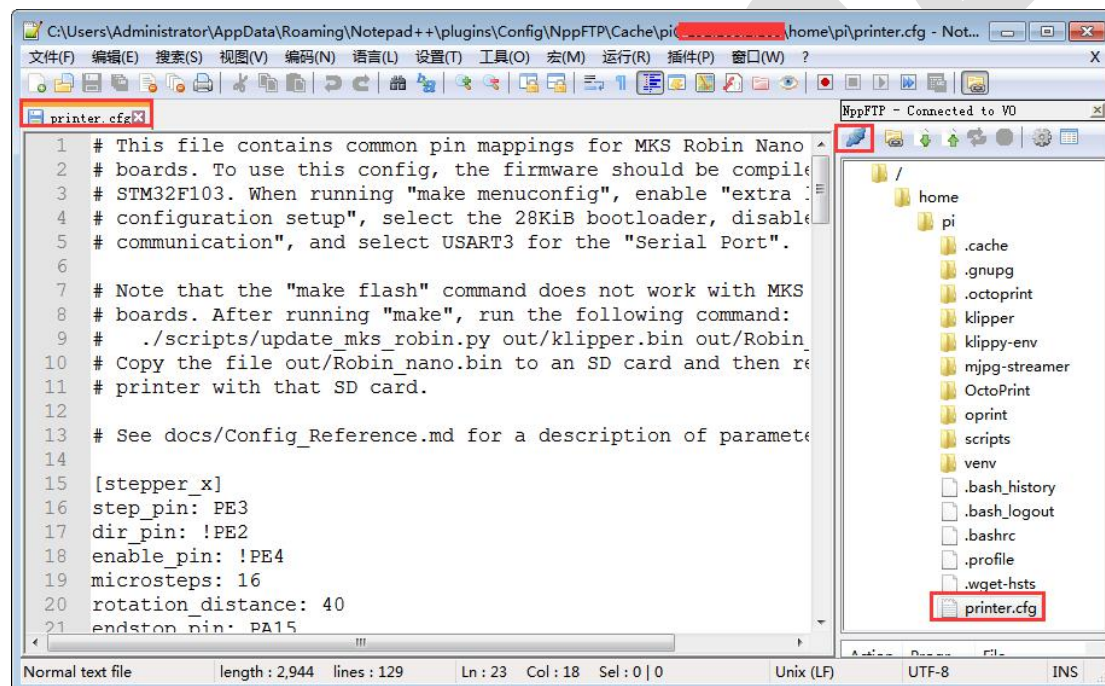 C:\Users\Administrator\AppData\Roaming\Notepad++\plugins\Config\NppFTP\Cache\pi \home\pi\printer.cfg - Not...
文件(F) 编辑(E) 搜索(S) 视图(V) 编码(N) 语言(L) 设置(T) 工具(O) 宏(M) 运行(R) 插件(P) 窗口(W) ? X
printer.cfg
1 # This file contains common pin mappings for MKS Robin Nano
2 # boards. To use this config, the firmware should be compile
3 # STM32F103. When running "make menuconfig", enable "extra
4 # configuration setup", select the 28KiB bootloader, disable
5 # communication", and select USART3 for the "Serial Port".
6
7 # Note that the "make flash" command does not work with MKS
8 # boards. After running "make", run the following command:
9 #   ./scripts/update_mks_robin.py out/klipper.bin out/Robin_
10 # Copy the file out/Robin_nano.bin to an SD card and then re
11 # printer with that SD card.
12
13 # See docs/Config_Reference.md for a description of paramete
14
15 [stepper_x]
16 step_pin: PE3
17 dir_pin: !PE2
18 enable_pin: !PE4
19 microsteps: 16
20 rotation_distance: 40
21 endstop_pin: PA15
NppFTP - Connected to VO
/
home
pi
.cache
.gnupg
.octoprint
klipper
klippy-env
mjpg-streamer
OctoPrint
oprint
scripts
venv
.bash_history
.bash_logout
.bashrc
.profile
.wget-hsts
printer.cfg
Normal text file length : 2,944 lines : 129 Ln : 23 Col : 18 Sel : 0 | 0 Unix (LF) UTF-8 INS